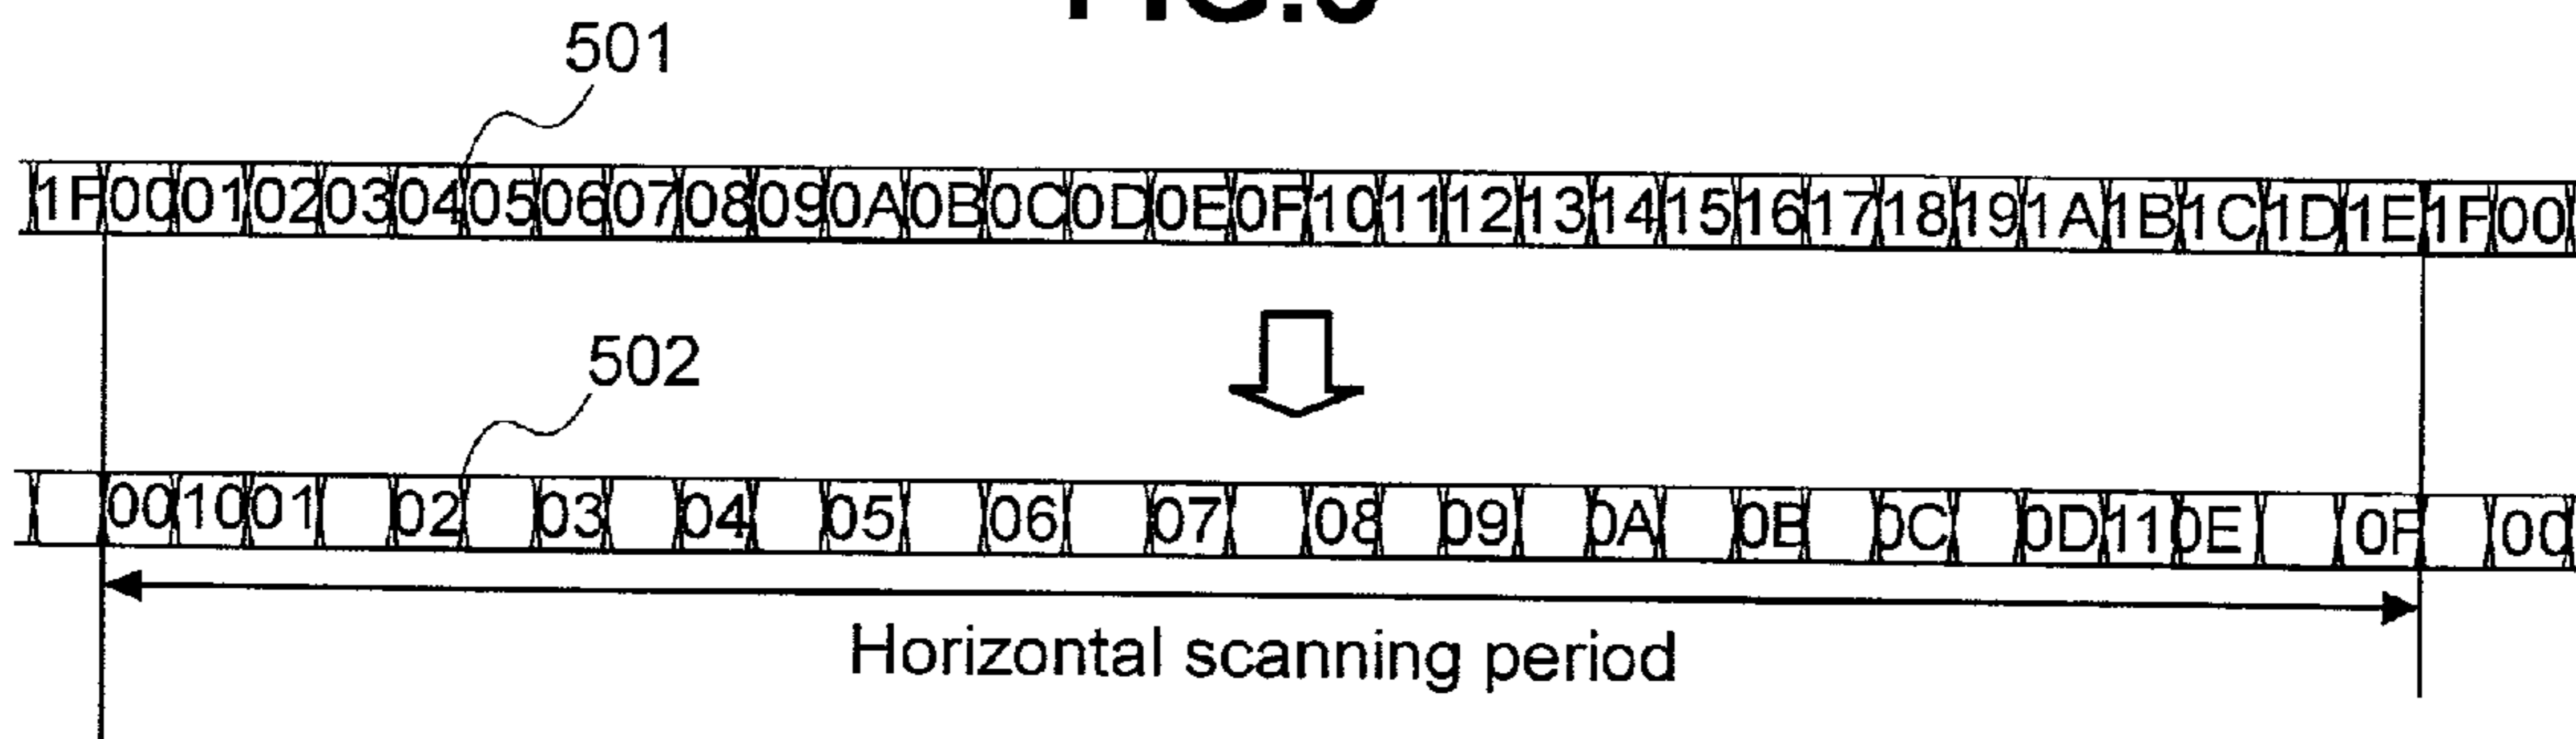 501
1F 00 01 02 03 04 05 06 07 08 09 0A 0B 0C 0D 0E 0F 10 11 12 13 14 15 16 17 18 19 1A 1B 1C 1D 1E 1F 00
502
00 10 01 02 03 04 05 06 07 08 09 0A 0B 0C 0D 11 0E 0F 00
Horizontal scanning period